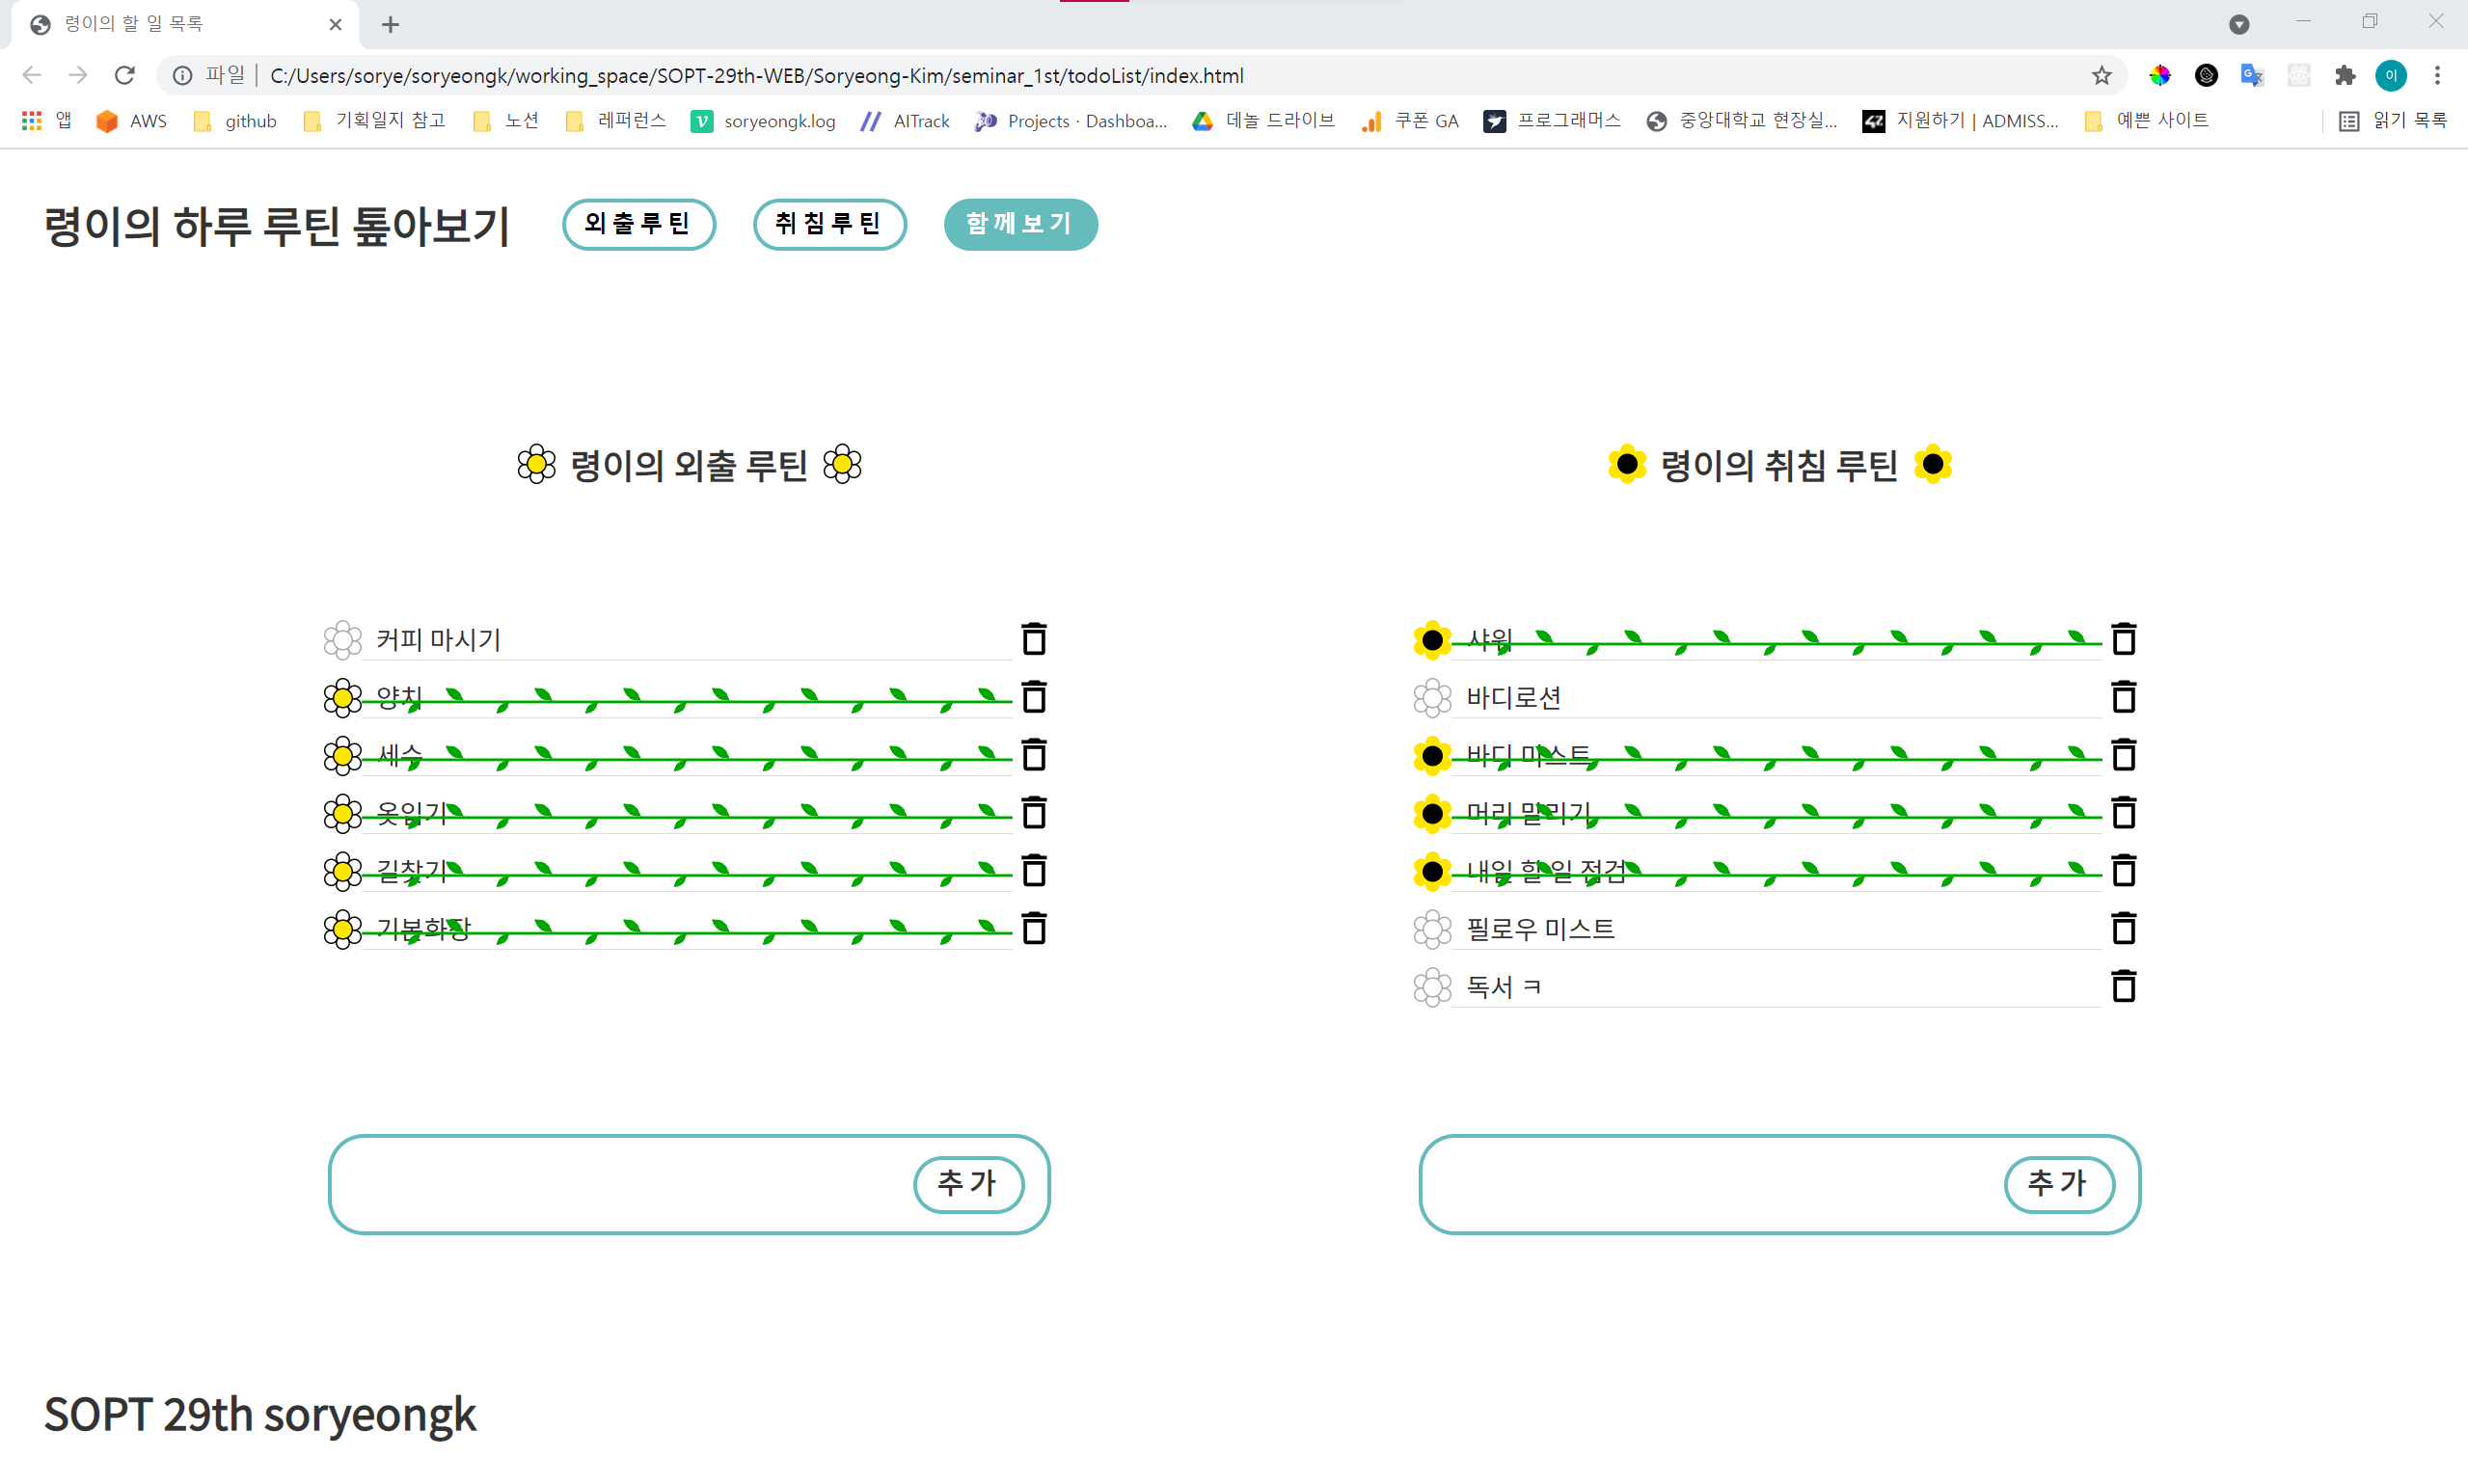 령이의 할 일 목록
파일 C:/Users/sorye/soryeongk/working_space/SOPT-29th-WEB/Soryeong-Kim/seminar_1st/todoList/index.html
이
앱 AWS github 기획일지 참고 노션 레퍼런스 soryeongk.log AITrack Projects · Dashboa... 데놀 드라이브 쿠폰 GA 프로그래머스 중앙대학교 현장실... 지원하기 | ADMISS... 예쁜 사이트 읽기 목록
령이의 하루 루틴 톺아보기 외출루틴 취침루틴 함께보기
령이의 외출 루틴
커피 마시기
양치
세수
옷입기
길찾기
기본화장
추가
령이의 취침 루틴
샤워
바디로션
바디 미스트
머리 말리기
내일 할 일 점검
필로우 미스트
독서 ㅋ
추가
SOPT 29th soryeongk